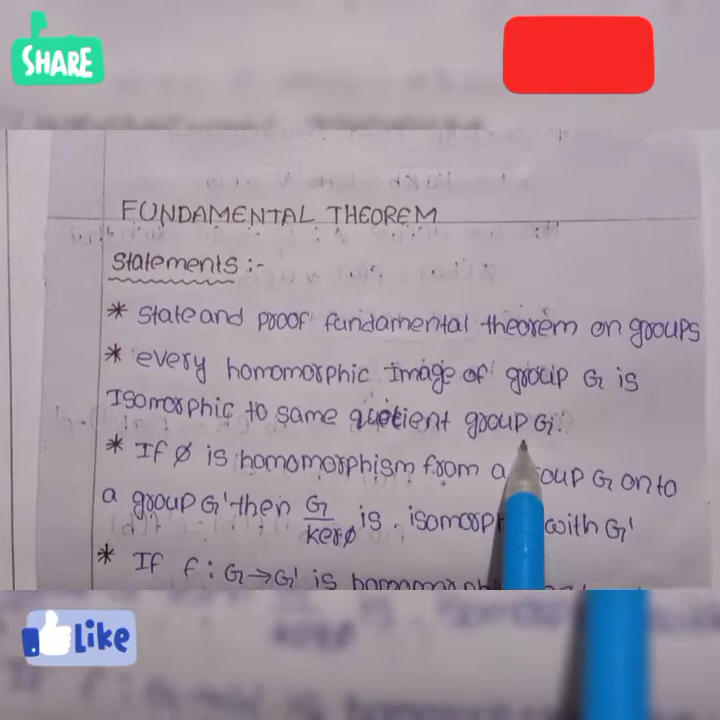 SHARE
FUNDAMENTAL THEOREM
Statements :-
* State and proof fundamental theorem on groups
* every homomorphic Image of group G is
Isomorphic to same quotient group G.
* If ø is homomorphism from a group G onto
a group G' then G/kerø is isomorph with G'
* If f : G→G' is
Like